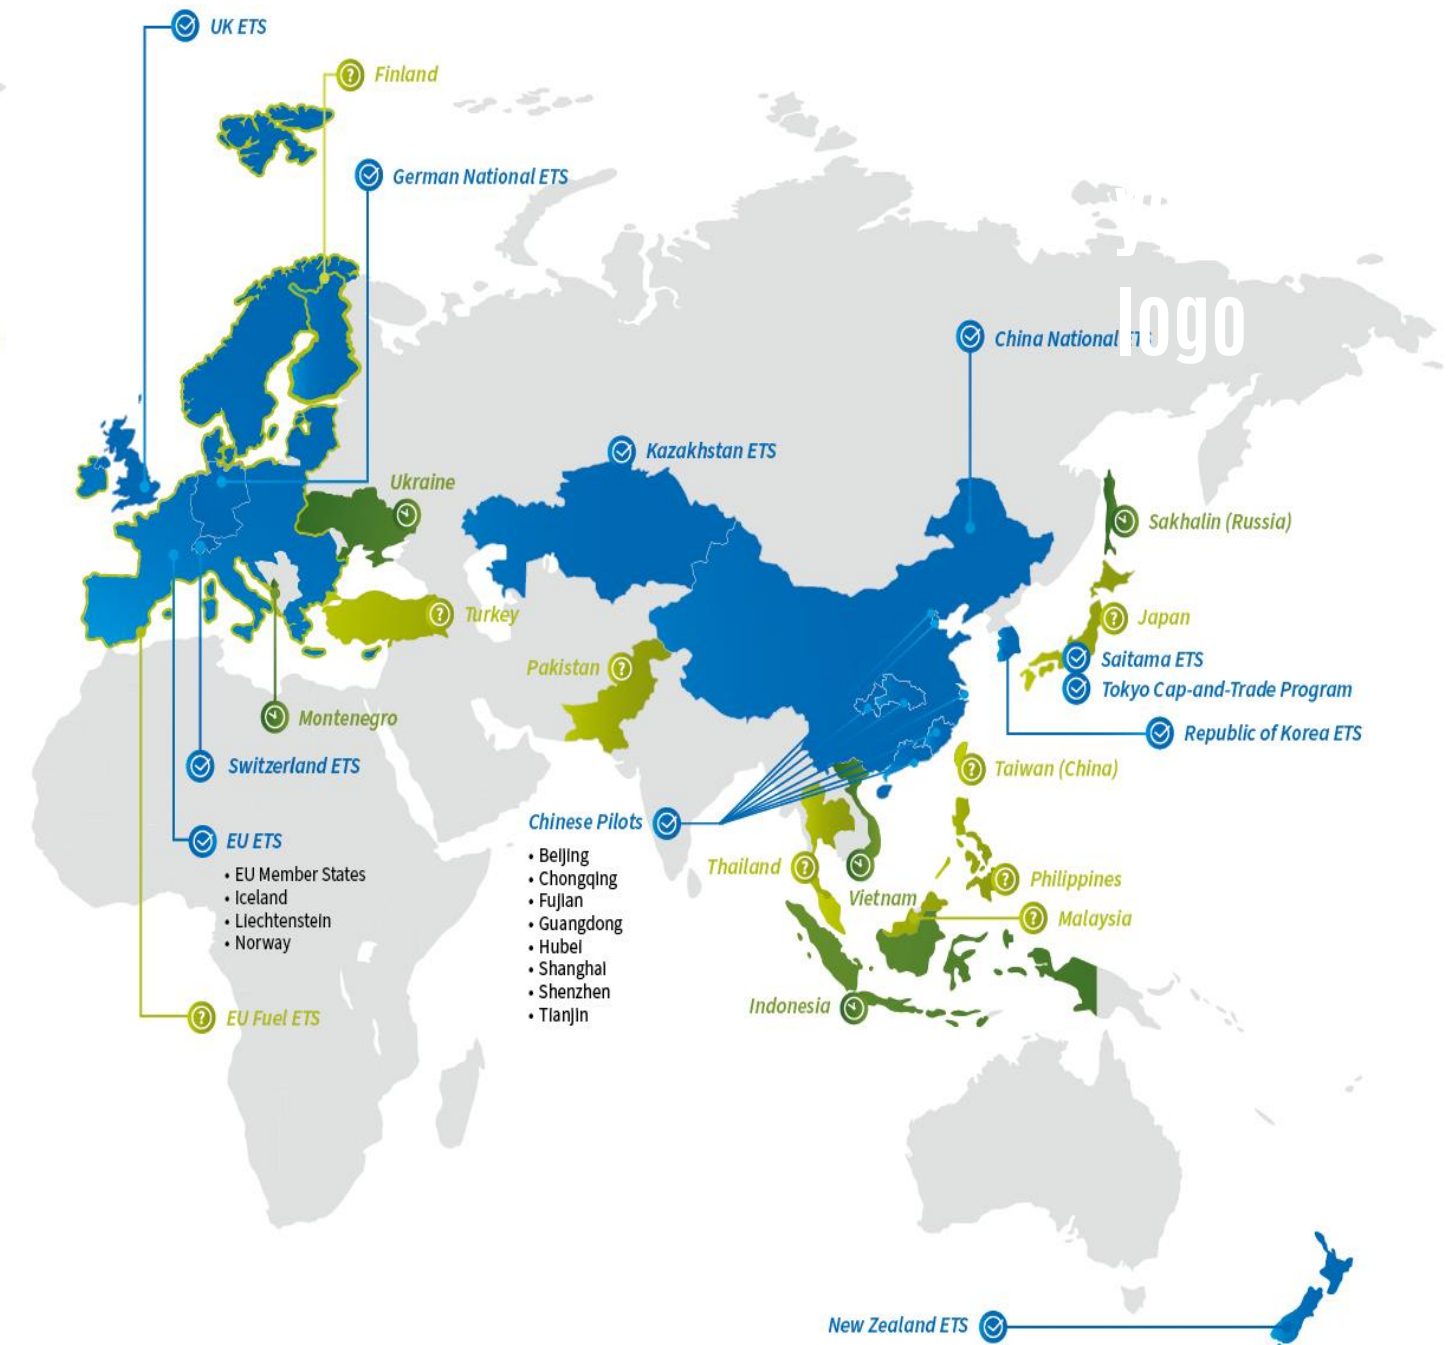 UK ETS
Finland
German National ETS
logo
China National ETS
Kazakhstan ETS
Ukraine
Sakhalin (Russia)
Turkey
Japan
Pakistan
Saitama ETS
Tokyo Cap-and-Trade Program
Montenegro
Republic of Korea ETS
Switzerland ETS
Taiwan (China)
Chinese Pilots
• Beijing
• Chongqing
• Fujian
• Guangdong
• Hubei
• Shanghai
• Shenzhen
• Tianjin
EU ETS
• EU Member States
• Iceland
• Liechtenstein
• Norway
Thailand
Philippines
Vietnam
Malaysia
Indonesia
EU Fuel ETS
New Zealand ETS